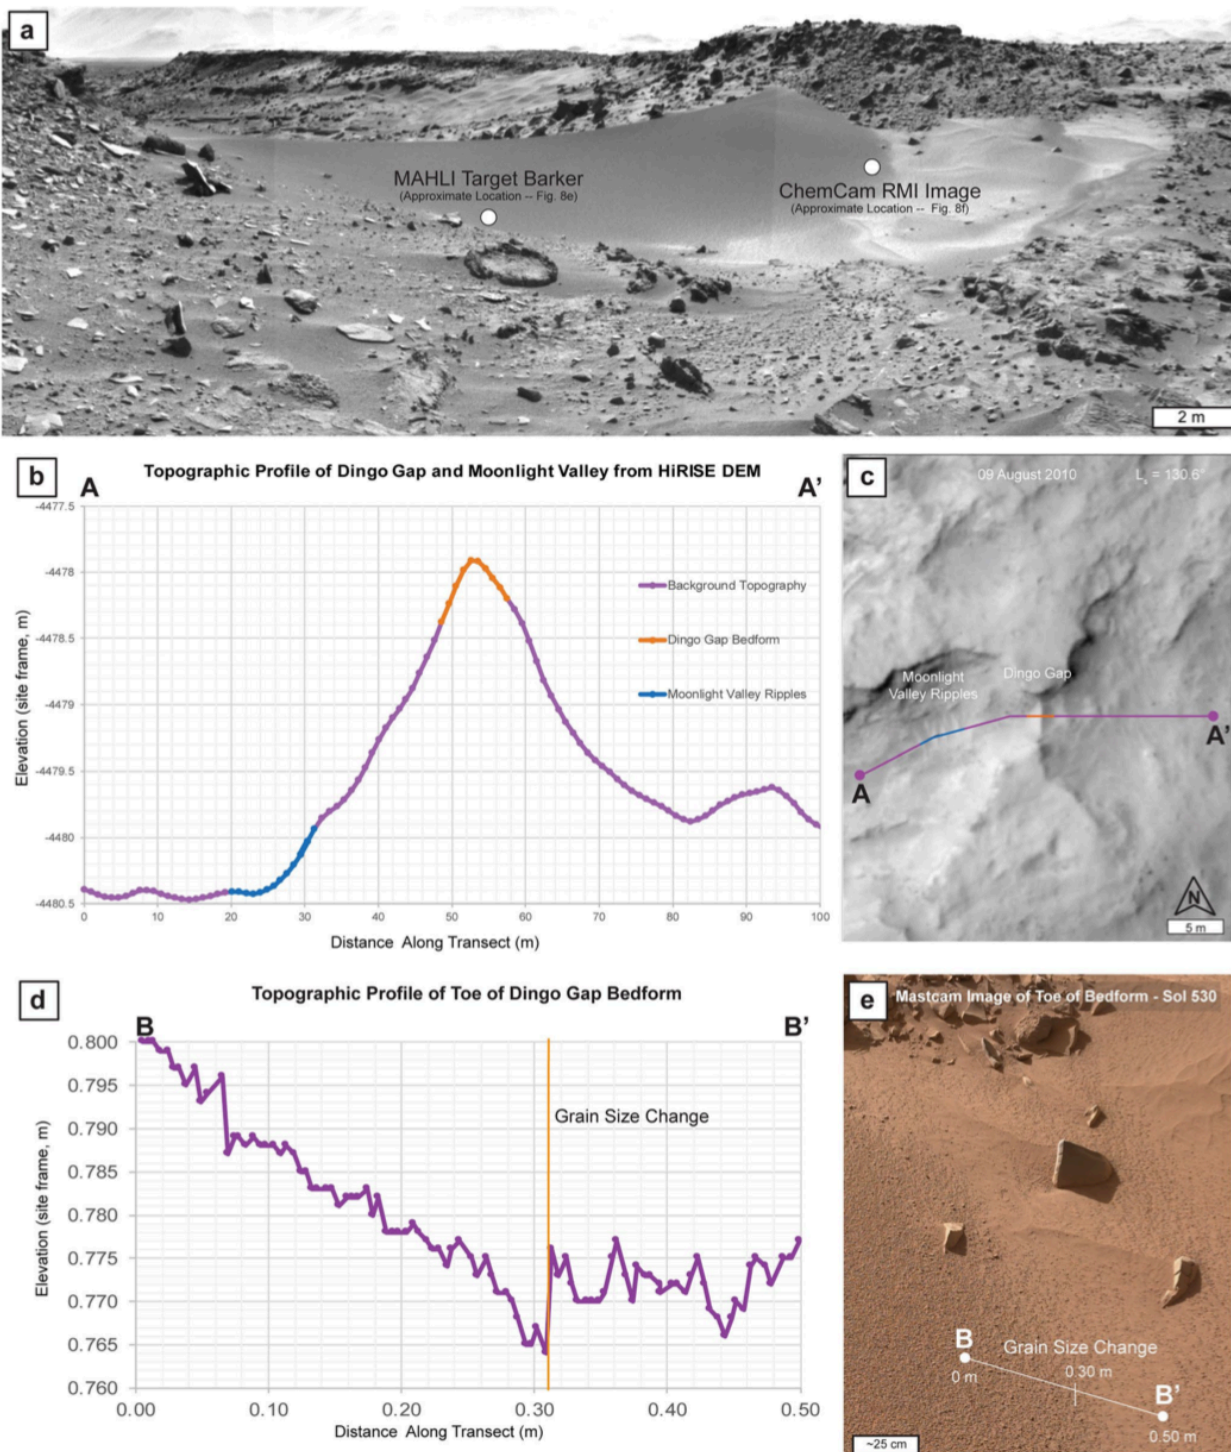 a
MAHLI Target Barker
(Approximate Location -- Fig. 8e)
ChemCam RMI Image
(Approximate Location -- Fig. 8f)
2 m
b
A
Topographic Profile of Dingo Gap and Moonlight Valley from HiRISE DEM
A’
Elevation (site frame, m)
-4477.5
-4478
-4478.5
-4479
-4479.5
-4480
-4480.5
Background Topography
Dingo Gap Bedform
Moonlight Valley Ripples
0 10 20 30 40 50 60 70 80 90 100
Distance Along Transect (m)
c
09 August 2010
Ls = 130.6°
Moonlight
Valley Ripples
Dingo Gap
A
A’
N
5 m
d
Topographic Profile of Toe of Dingo Gap Bedform
B
B’
Elevation (site frame, m)
0.800
0.795
0.790
0.785
0.780
0.775
0.770
0.765
0.760
Grain Size Change
0.00 0.10 0.20 0.30 0.40 0.50
Distance Along Transect (m)
e
Mastcam Image of Toe of Bedform - Sol 530
B
0 m
Grain Size Change
0.30 m
B’
0.50 m
~25 cm